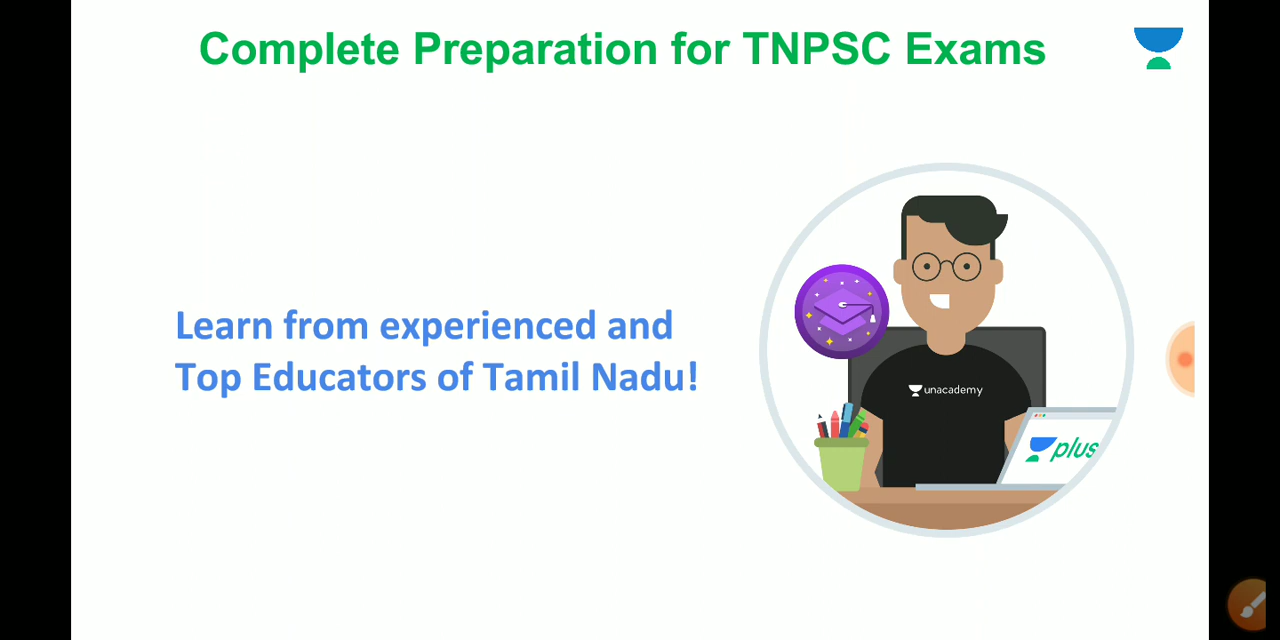 Complete Preparation for TNPSC Exams
Learn from experienced and
Top Educators of Tamil Nadu!
unacademy
plus